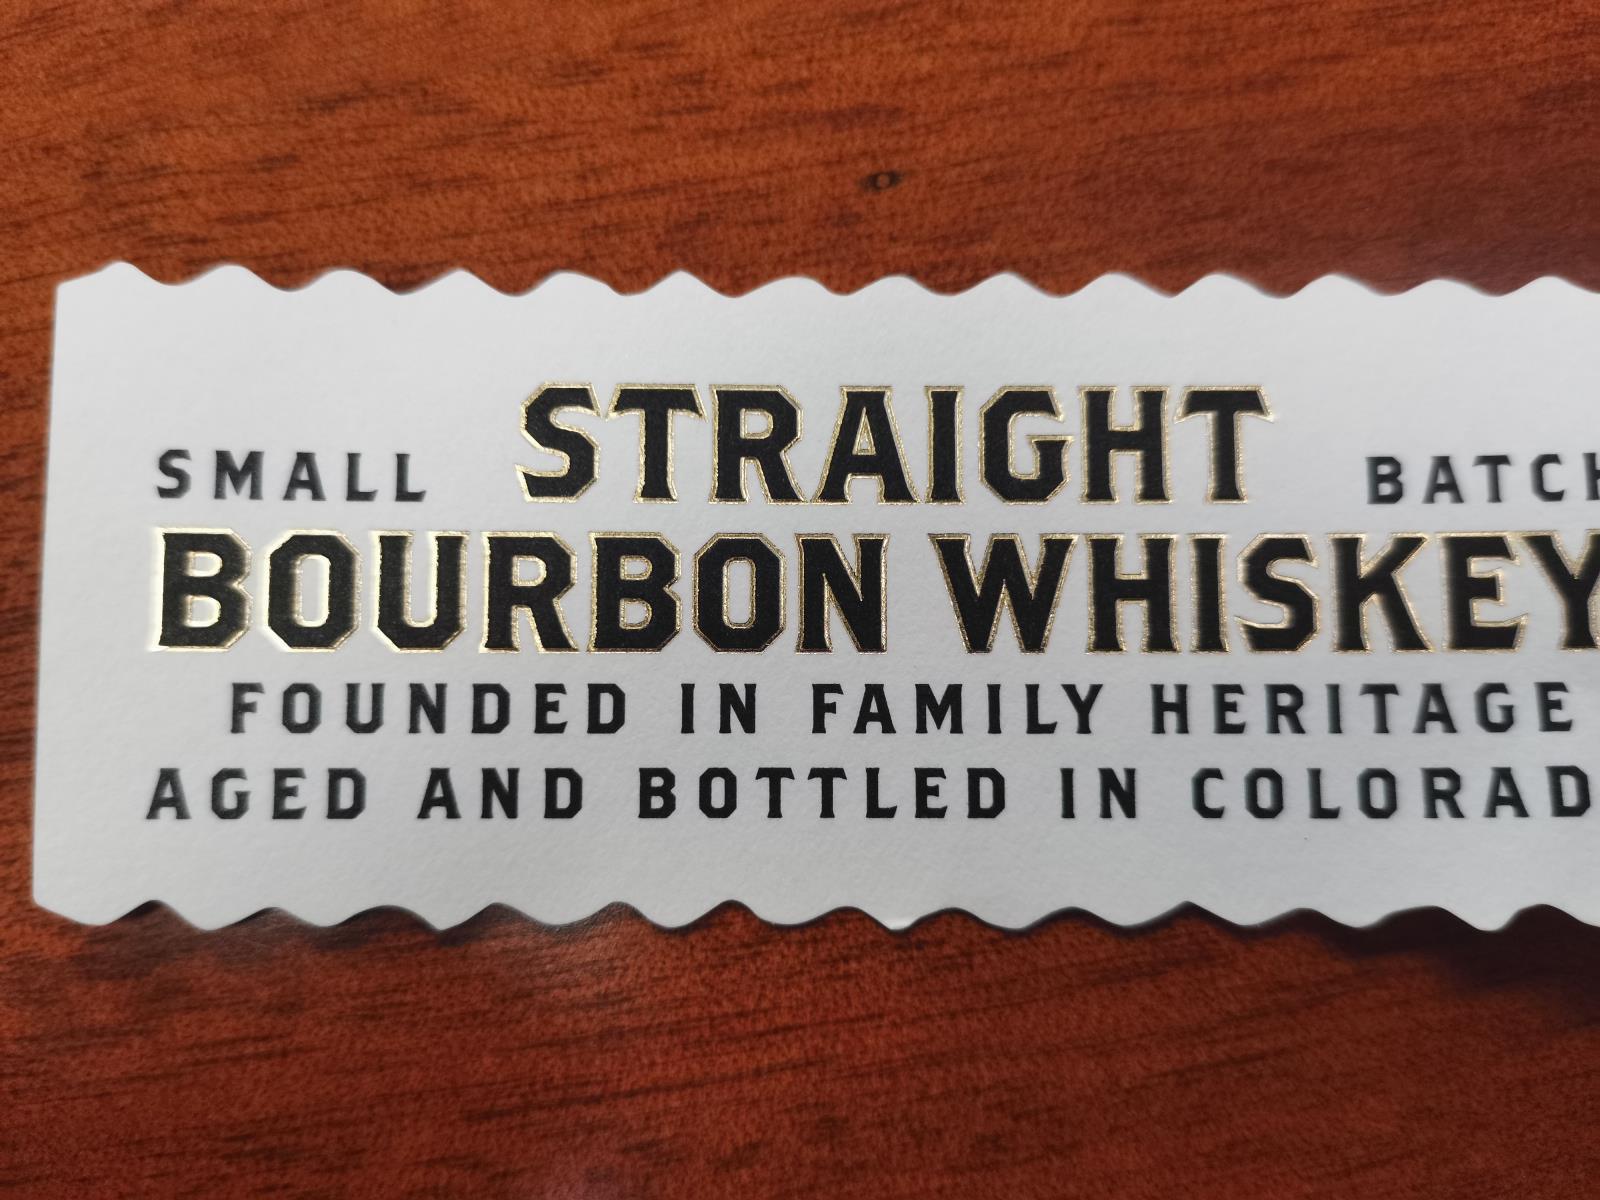 SMALL STRAIGHT BATCH
BOURBON WHISKEY
FOUNDED IN FAMILY HERITAGE
AGED AND BOTTLED IN COLORAD